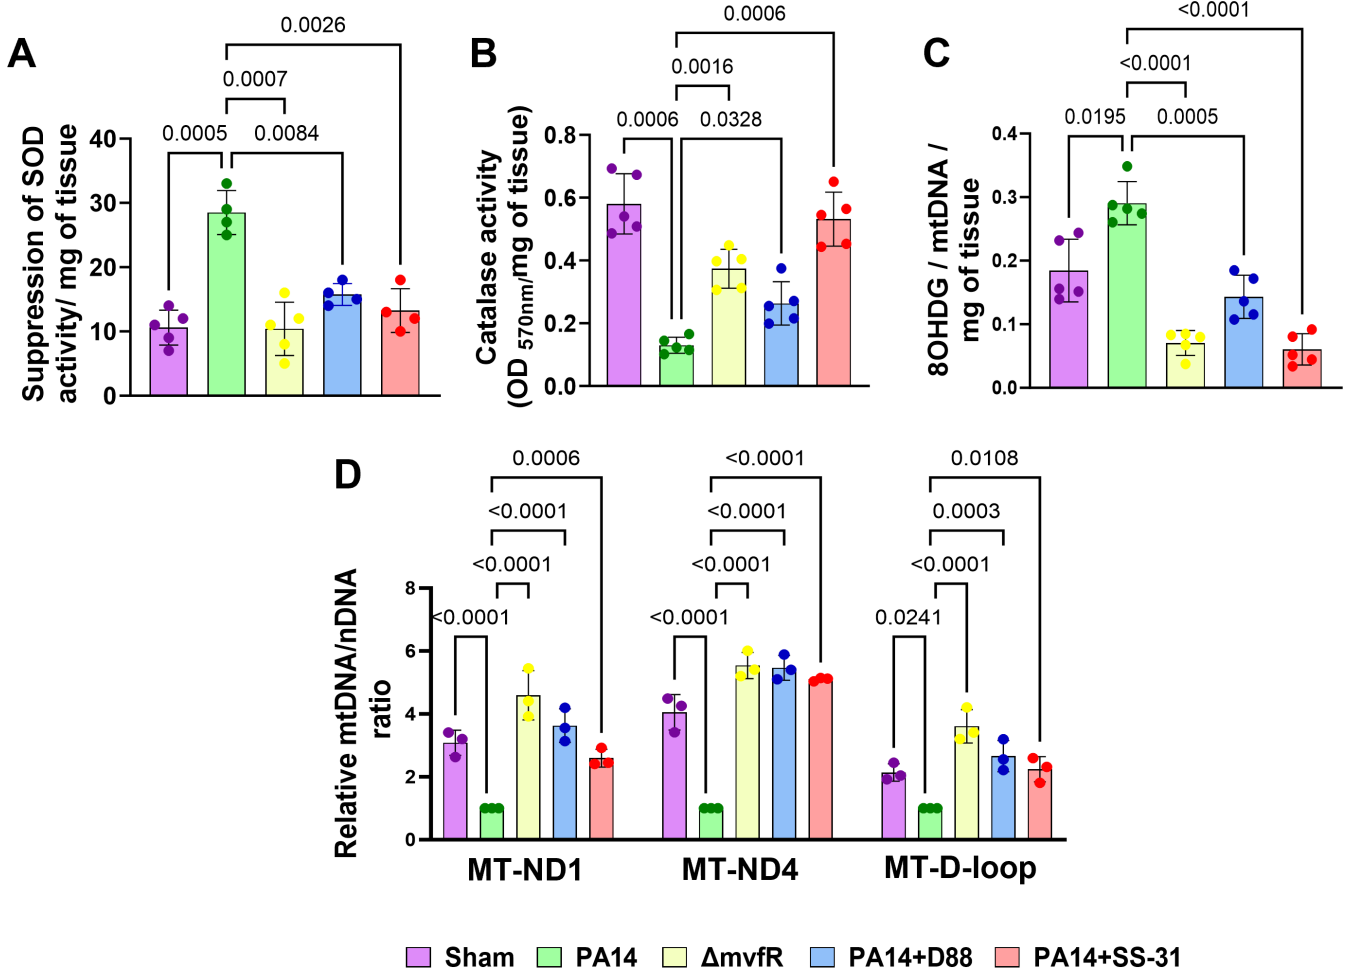 A
0.0026
0.0007
0.0005
0.0084
Suppression of SOD
activity/ mg of tissue
40
30
20
10
0
B
0.0006
0.0016
0.0006
0.0328
Catalase activity
(OD 570nm/mg of tissue)
0.8
0.6
0.4
0.2
0.0
C
<0.0001
<0.0001
0.0195
0.0005
8OHDG / mtDNA /
mg of tissue
0.4
0.3
0.2
0.1
0.0
D
0.0006
<0.0001
<0.0001
<0.0001
<0.0001
<0.0001
<0.0001
<0.0001
0.0108
0.0003
<0.0001
0.0241
Relative mtDNA/nDNA
ratio
8
6
4
2
0
MT-ND1
MT-ND4
MT-D-loop
Sham
PA14
ΔmvfR
PA14+D88
PA14+SS-31